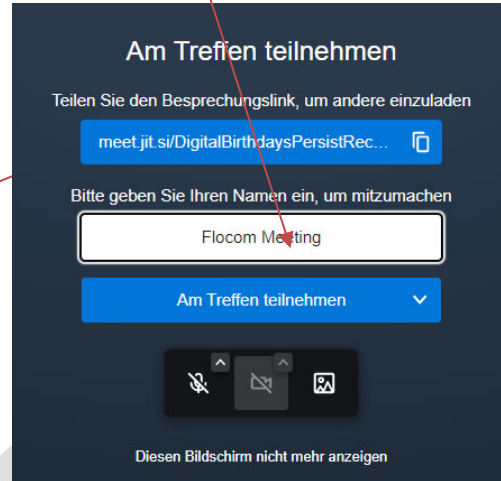 Am Treffen teilnehmen
Teilen Sie den Besprechungslink, um andere einzuladen
meet.jit.si/DigitalBirthdaysPersistRec...
Bitte geben Sie Ihren Namen ein, um mitzumachen
Flocom Meeting
Am Treffen teilnehmen
Diesen Bildschirm nicht mehr anzeigen